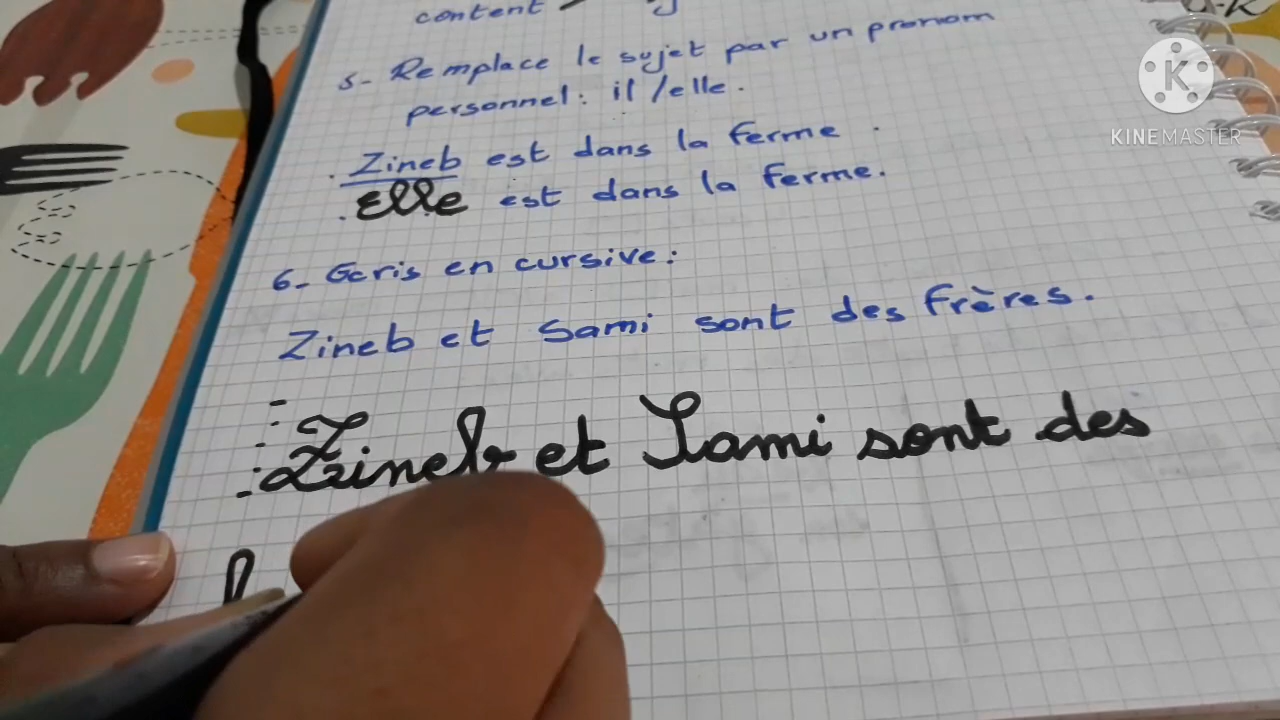 content
5- Remplace le sujet par un pronom
personnel: il / elle.
. Zineb est dans la ferme.
. Elle est dans la ferme.
6- Ecris en cursive:
Zineb et Sami sont des frères.
Zineb et Sami sont des
KINEMASTER